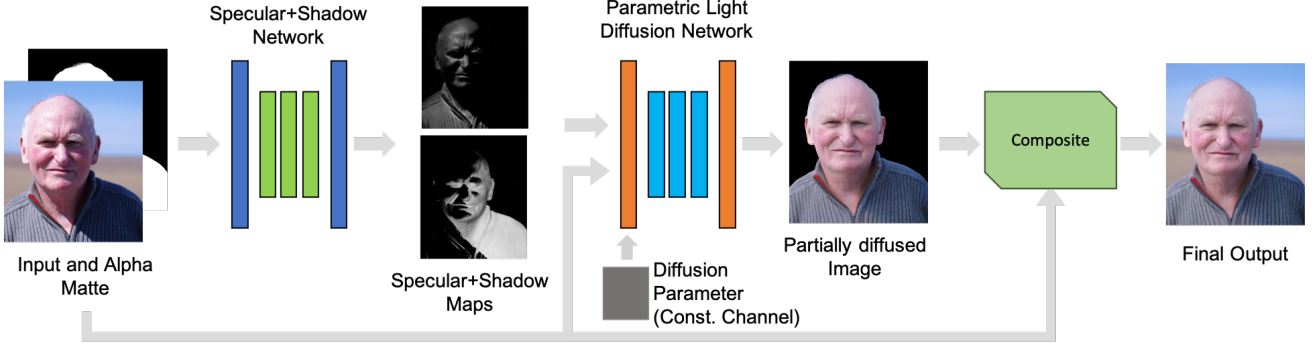 Specular+Shadow
Network
Parametric Light
Diffusion Network
Composite
Input and Alpha
Matte
Specular+Shadow
Maps
Diffusion
Parameter
(Const. Channel)
Partially diffused
Image
Final Output